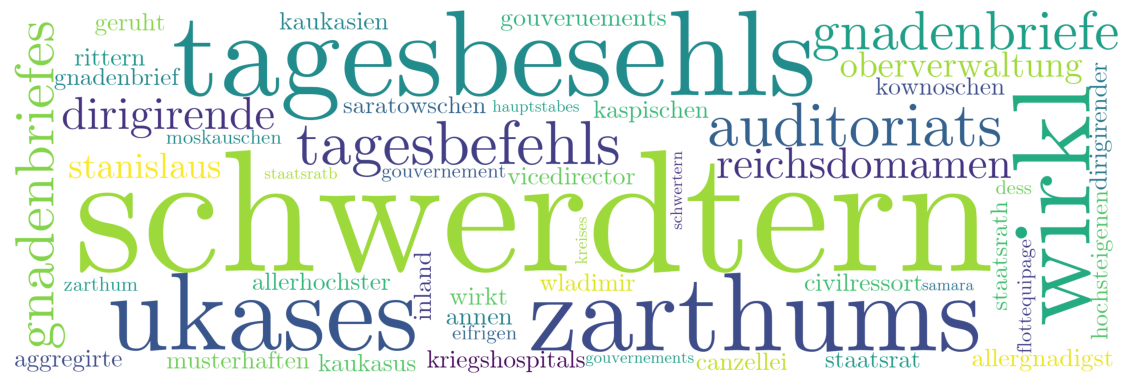 geruht
kaukasien
gouveruements
gnadenbriefe
tagesbesehls
rittern
gnadenbrief
oberverwaltung
kownoschen
gnadenbriefes
dirigirende
saratowschen
hauptstabes
kaspischen
moskauschen
tagesbefehls
auditoriats
wirkl
dirigirender
stanislaus
staatsratb
gouvernement
vicedirector
reichsdomamen
schwertern
dess
schwerdtern
kreises
staatsrath
hochsteigenen
zarthum
allerhochster
inland
wladimir
civilressort
samara
flottequipage
ukases
wirkt
annen
eifrigen
zarthums
aggregirte
musterhaften
kaukasus
kriegshospitals
gouvernements
canzellei
staatsrat
allergnadigst